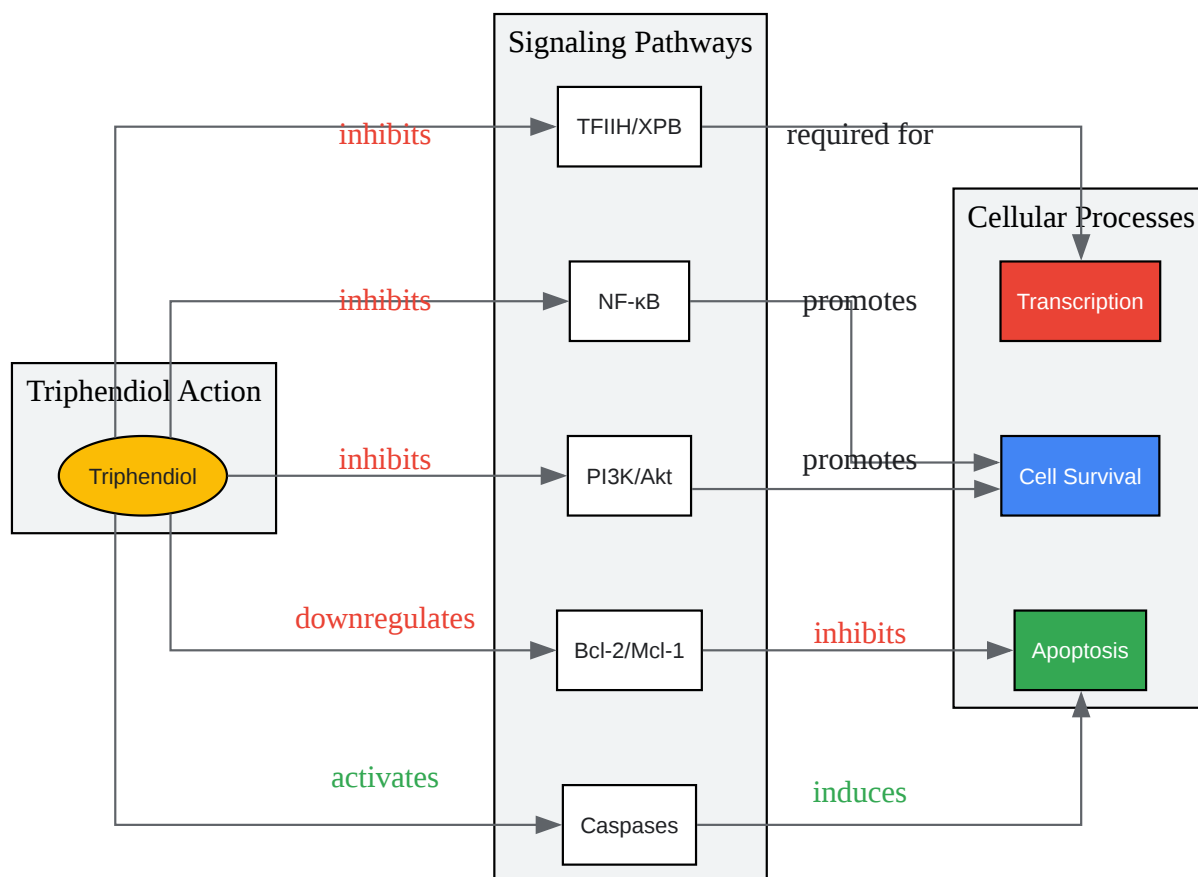 Signaling Pathways
TFIIH/XPB
inhibits
required for
Cellular Processes
NF-κB
inhibits
promotes
Transcription
Triphendiol Action
Triphendiol
inhibits
PI3K/Akt
promotes
Cell Survival
downregulates
Bcl-2/Mcl-1
inhibits
Apoptosis
activates
Caspases
induces